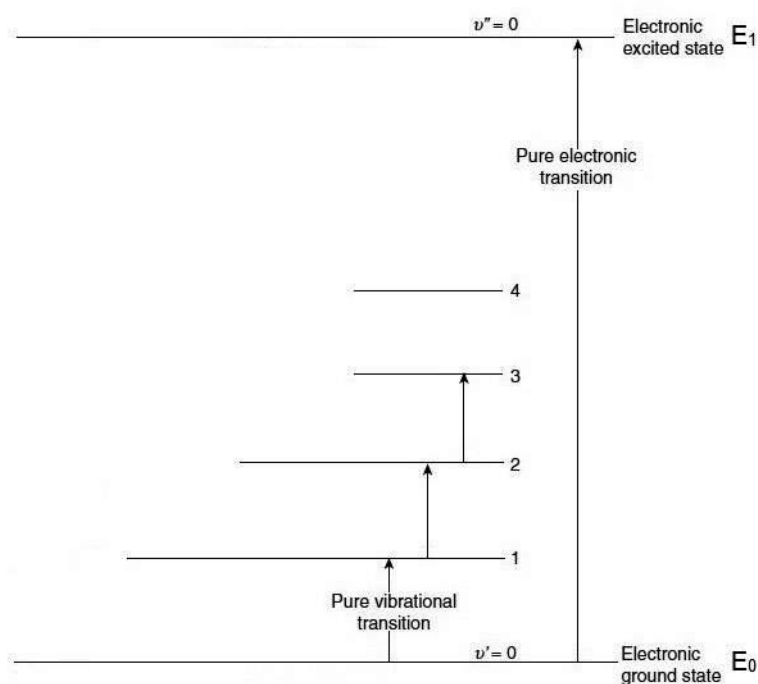 υ″ = 0
Electronic
excited state E₁
Pure electronic
transition
4
3
2
1
Pure vibrational
transition
υ′ = 0
Electronic
ground state E₀